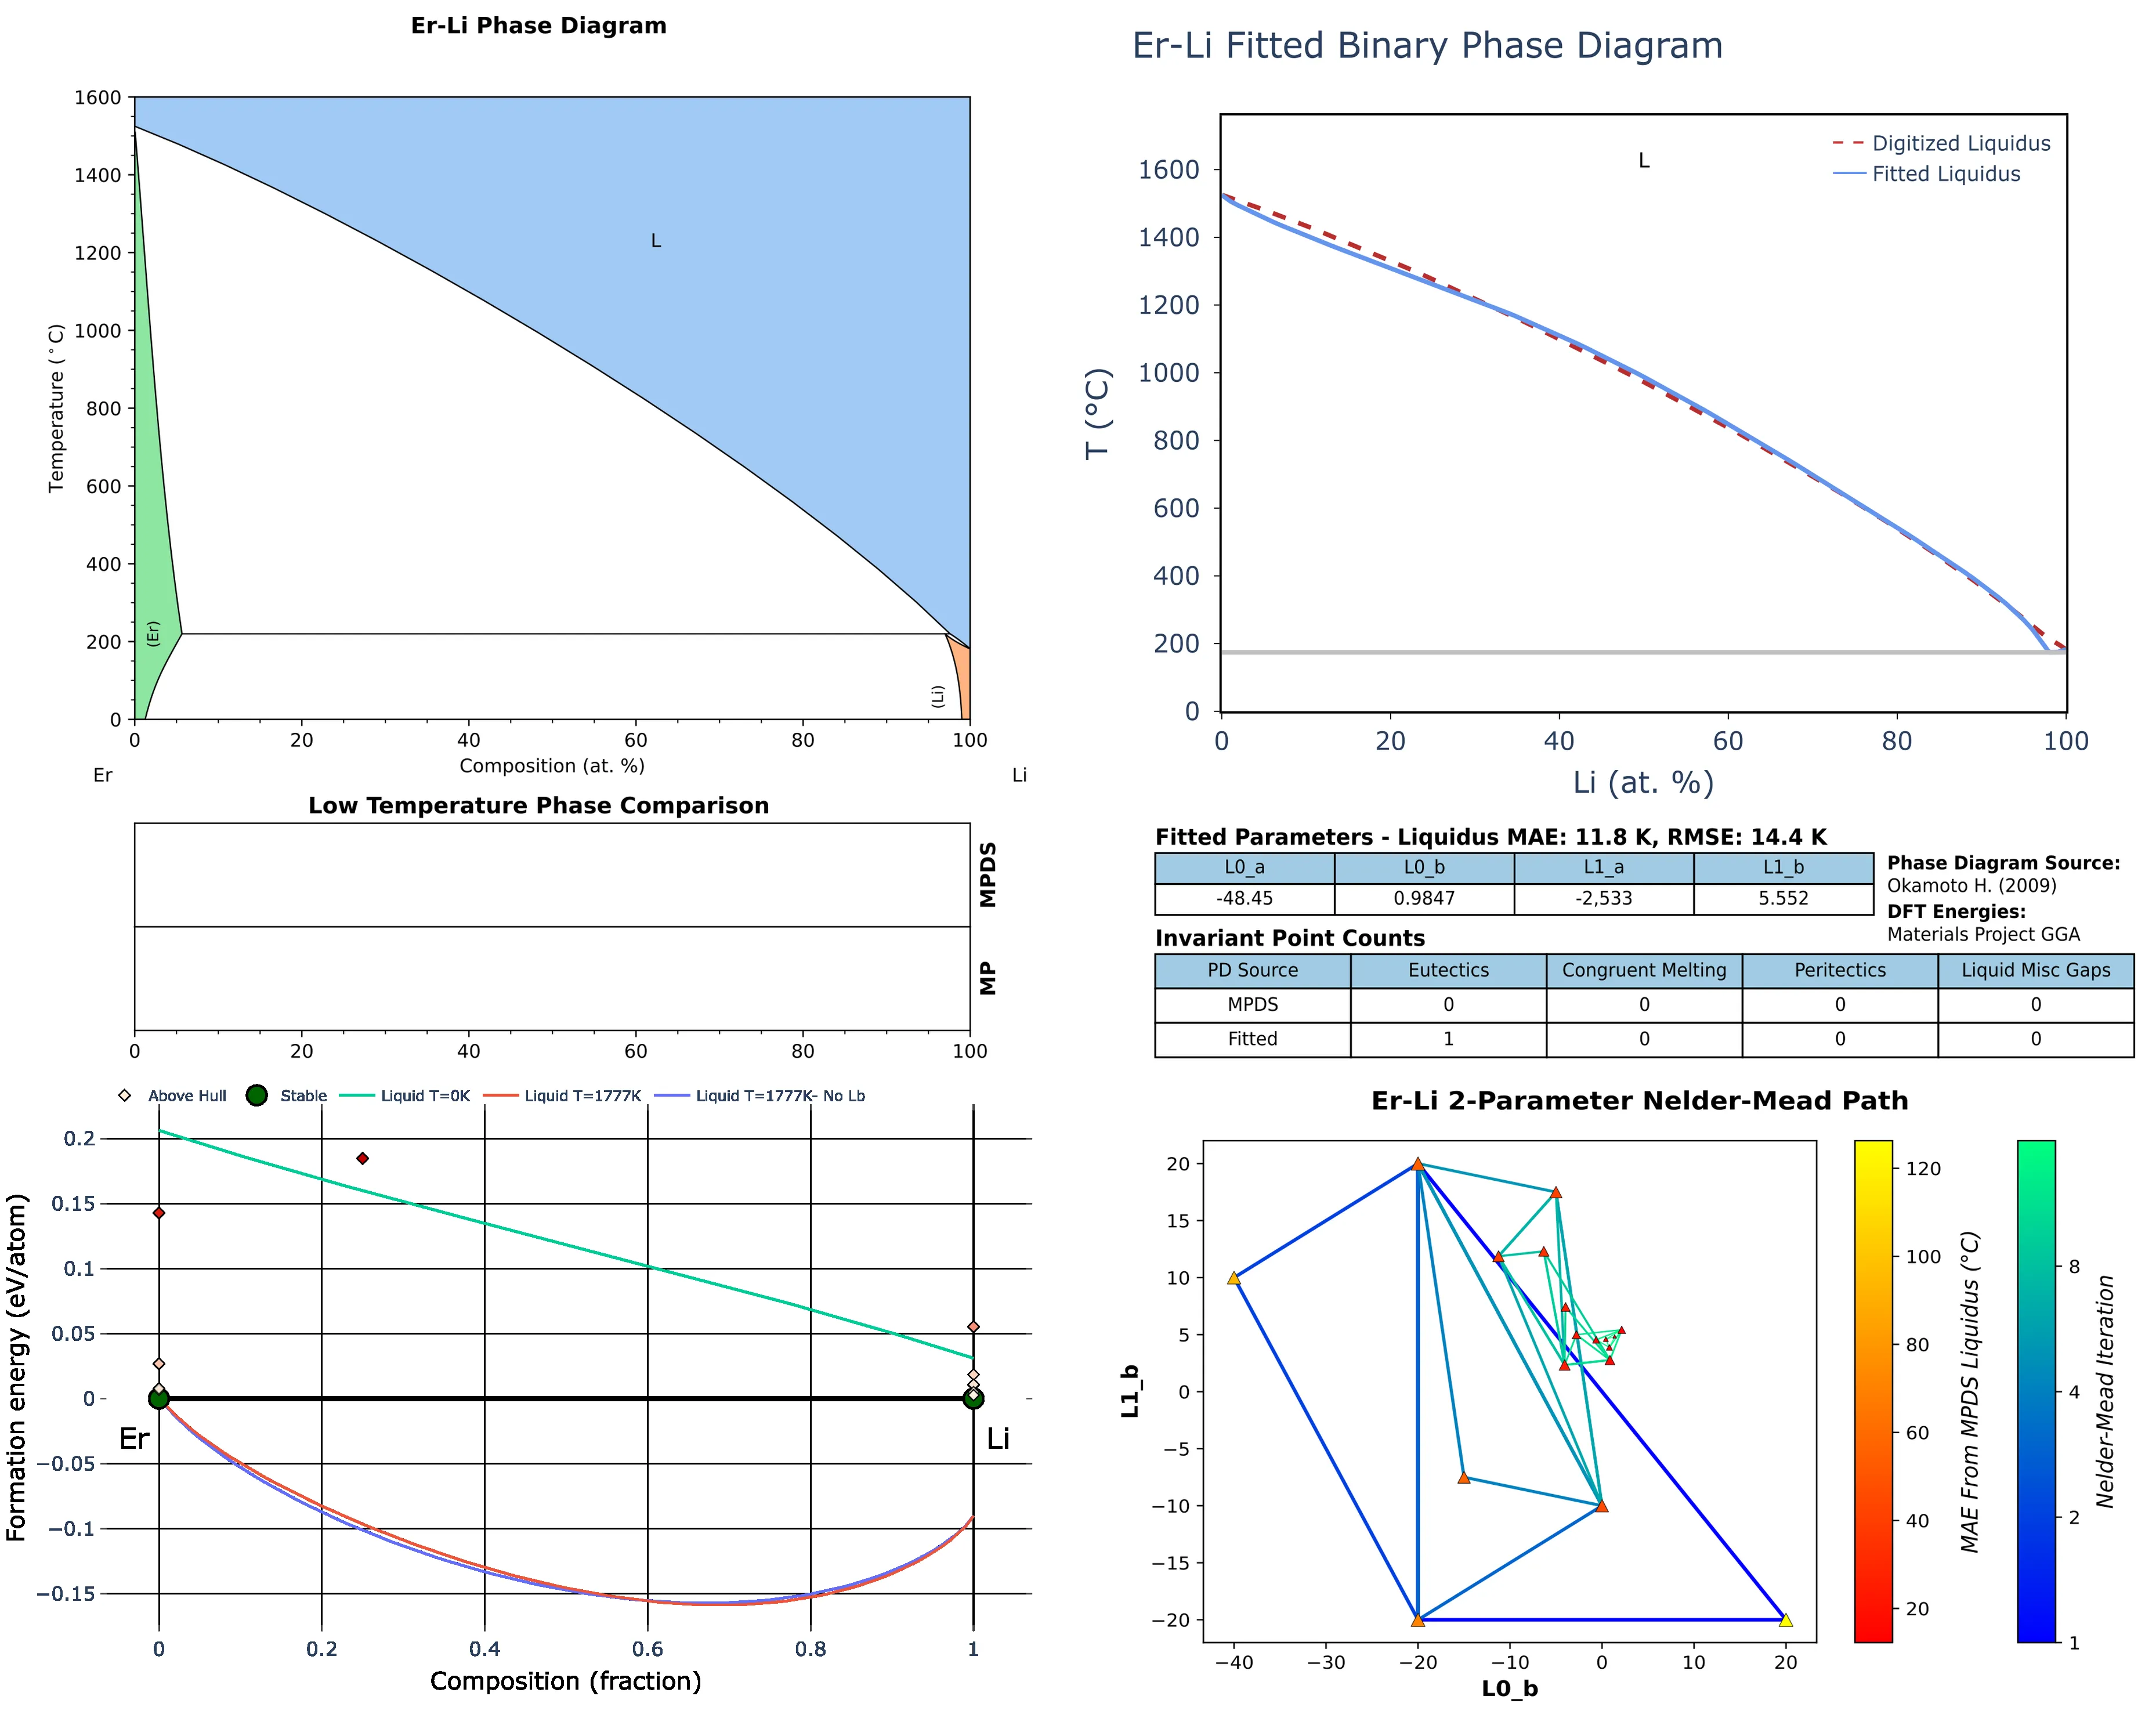 Er-Li Phase Diagram
1600
1400
1200
1000
800
600
400
200
0
Temperature (°C)
L
(Er)
(Li)
0 20 40 60 80 100
Composition (at. %)
Er Li
Er-Li Fitted Binary Phase Diagram
L
Digitized Liquidus
Fitted Liquidus
1600
1400
1200
1000
800
600
400
200
0
T (°C)
0 20 40 60 80 100
Li (at. %)
Low Temperature Phase Comparison
MPDS
MP
0 20 40 60 80 100
Fitted Parameters - Liquidus MAE: 11.8 K, RMSE: 14.4 K
L0_a L0_b L1_a L1_b
-48.45 0.9847 -2,533 5.552
Phase Diagram Source:
Okamoto H. (2009)
DFT Energies:
Materials Project GGA
Invariant Point Counts
PD Source Eutectics Congruent Melting Peritectics Liquid Misc Gaps
MPDS 0 0 0 0
Fitted 1 0 0 0
Above Hull Stable Liquid T=0K Liquid T=1777K Liquid T=1777K- No Lb
0.2
0.15
0.1
0.05
0
−0.05
−0.1
−0.15
Formation energy (eV/atom)
Er Li
0 0.2 0.4 0.6 0.8 1
Composition (fraction)
Er-Li 2-Parameter Nelder-Mead Path
20
15
10
5
0
−5
−10
−15
−20
L1_b
−40 −30 −20 −10 0 10 20
L0_b
120
100
80
60
40
20
MAE From MPDS Liquidus (°C)
8
4
2
1
Nelder-Mead Iteration